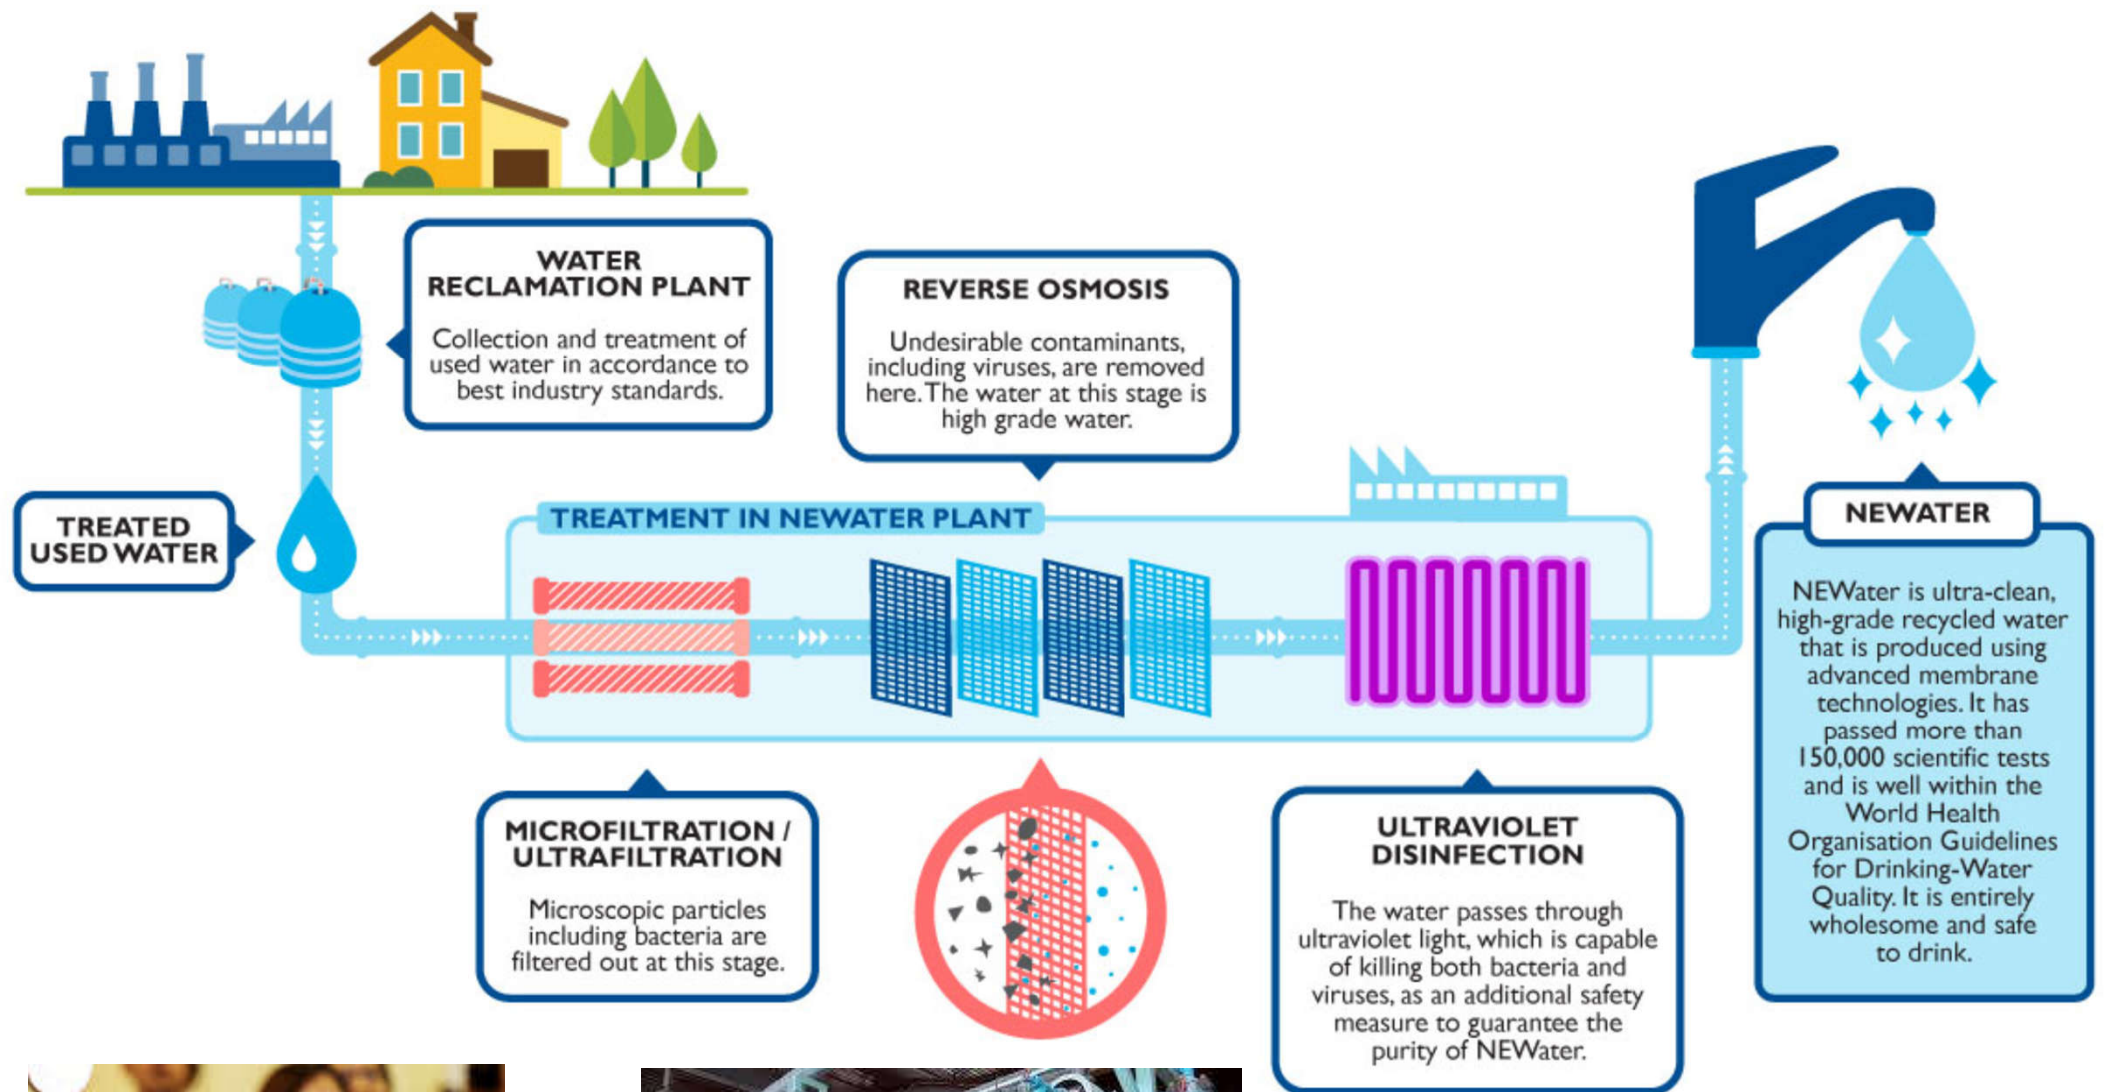 WATER
RECLAMATION PLANT
Collection and treatment of
used water in accordance to
best industry standards.
TREATED
USED WATER
REVERSE OSMOSIS
Undesirable contaminants,
including viruses, are removed
here. The water at this stage is
high grade water.
TREATMENT IN NEWATER PLANT
MICROFILTRATION /
ULTRAFILTRATION
Microscopic particles
including bacteria are
filtered out at this stage.
ULTRAVIOLET
DISINFECTION
The water passes through
ultraviolet light, which is capable
of killing both bacteria and
viruses, as an additional safety
measure to guarantee the
purity of NEWater.
NEWATER
NEWater is ultra-clean,
high-grade recycled water
that is produced using
advanced membrane
technologies. It has
passed more than
150,000 scientific tests
and is well within the
World Health
Organisation Guidelines
for Drinking-Water
Quality. It is entirely
wholesome and safe
to drink.